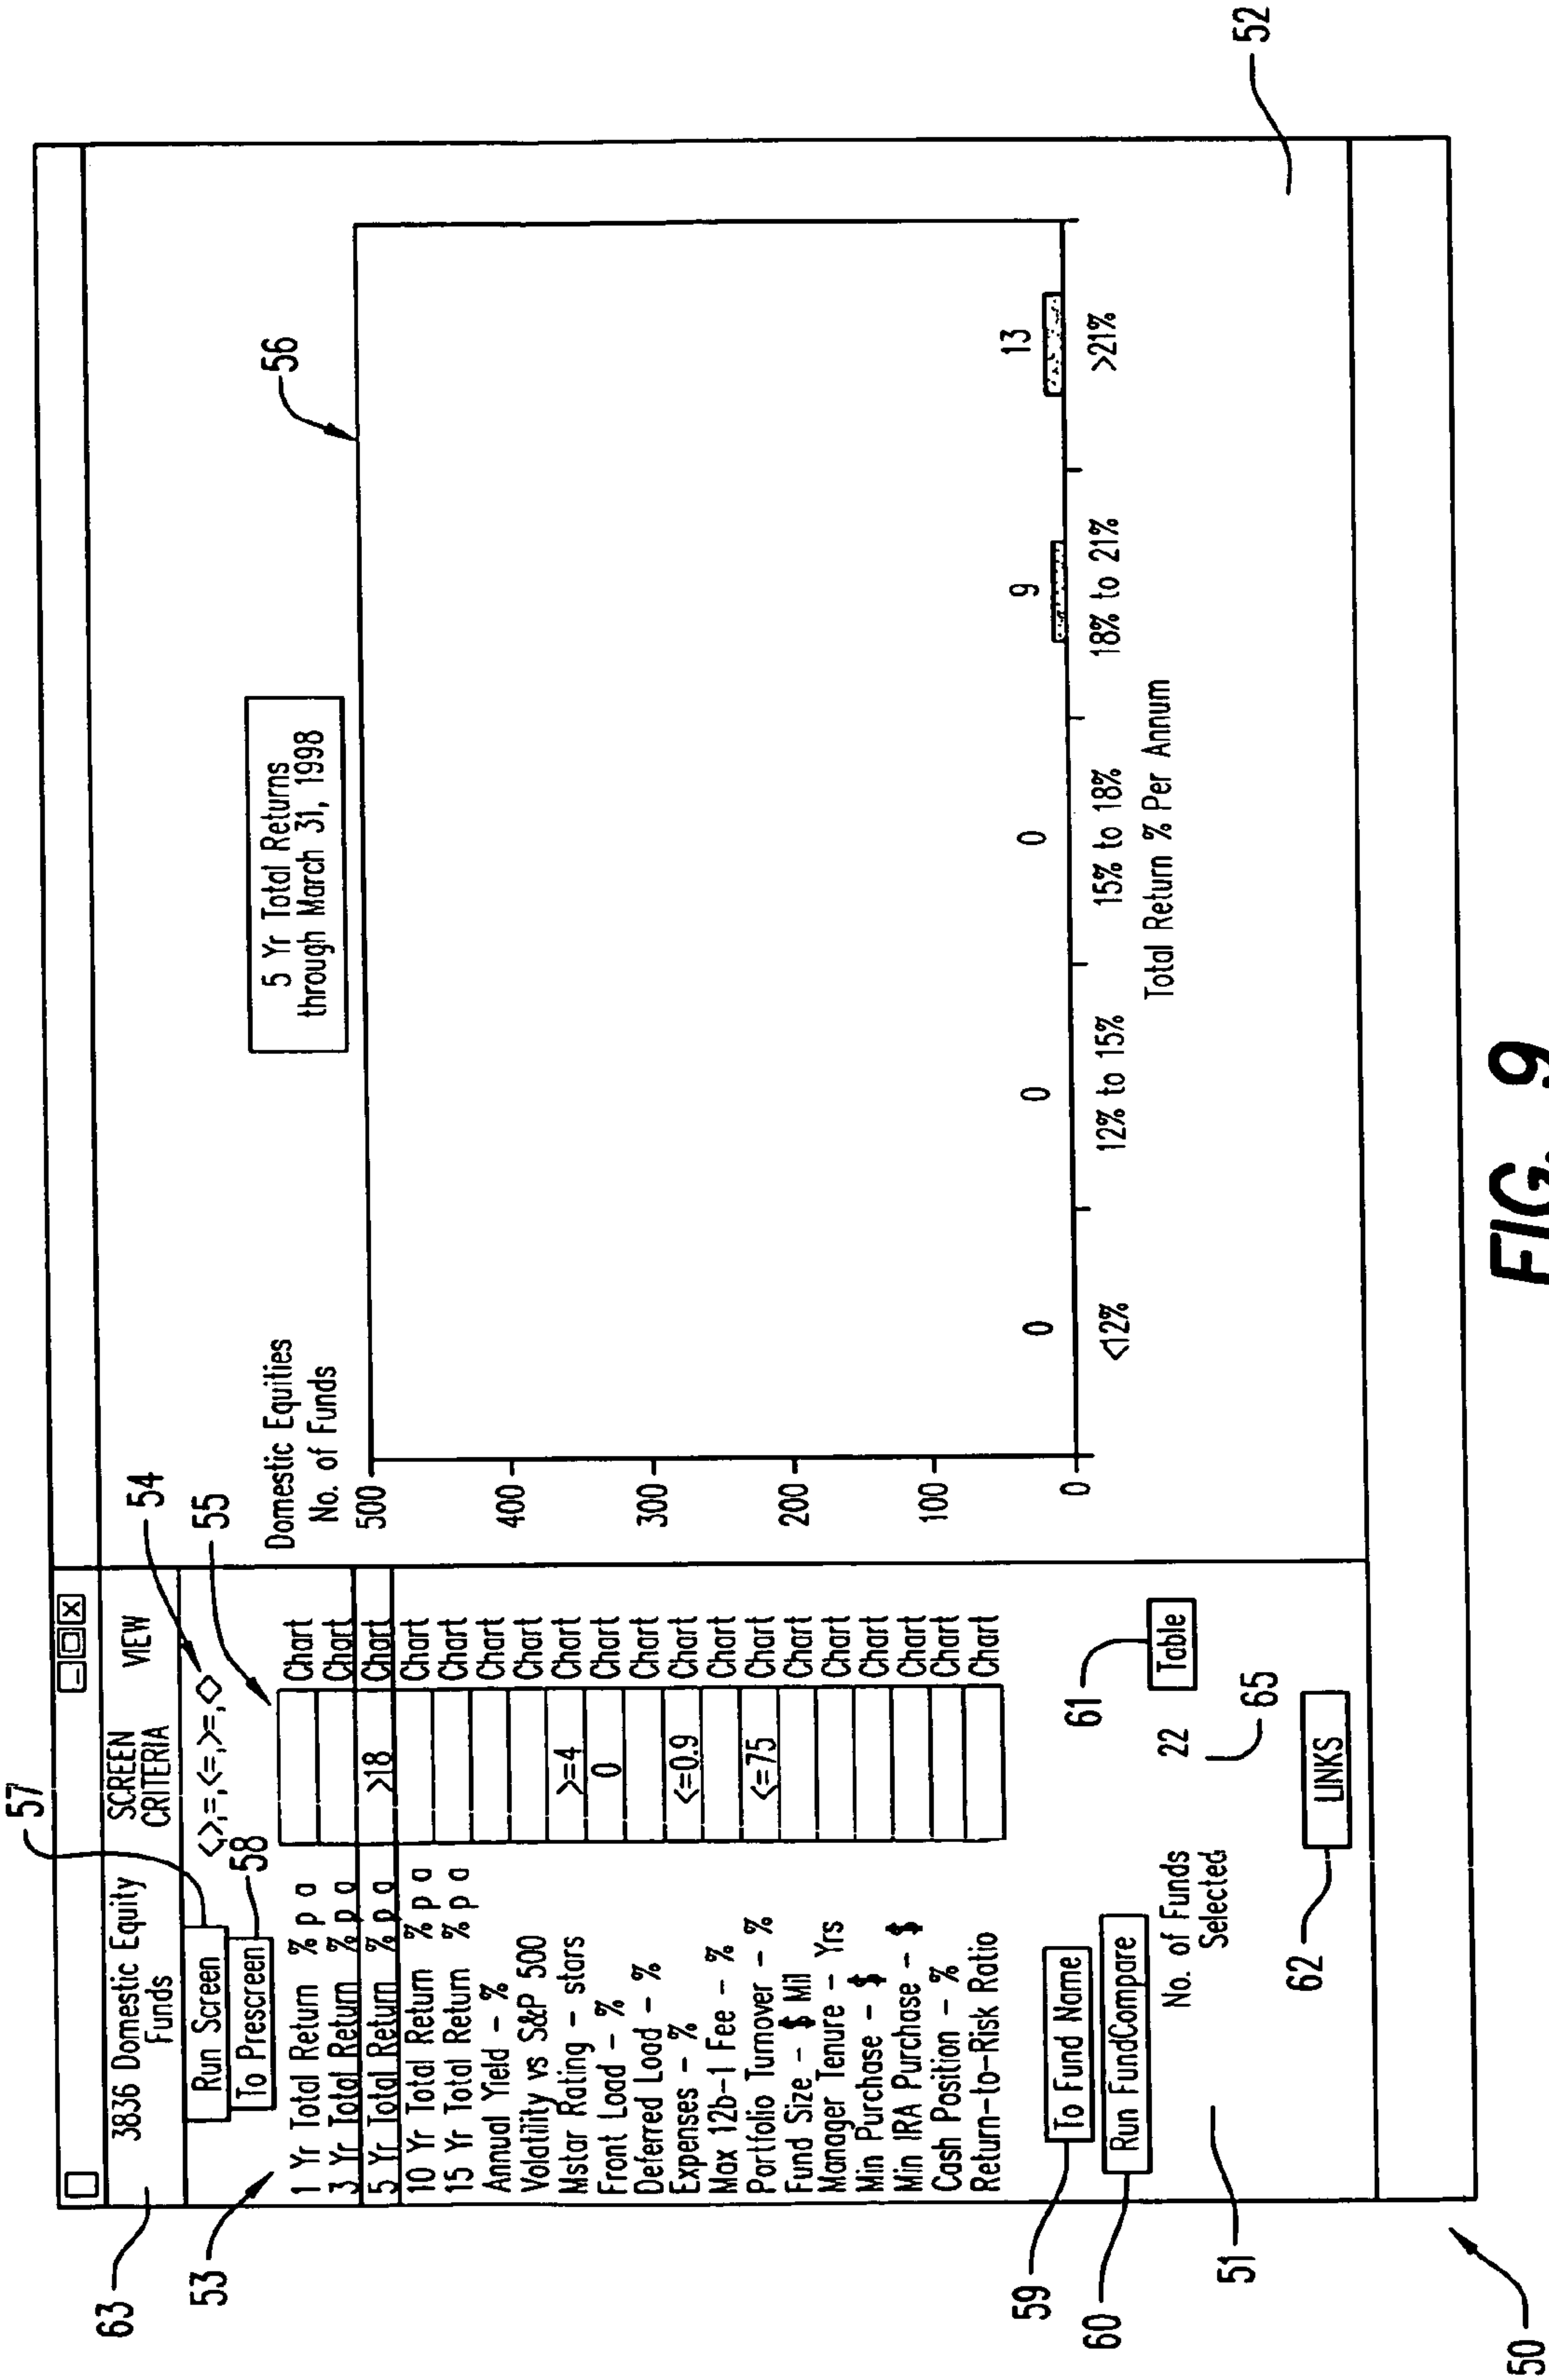 57
63
3836 Domestic Equity
Funds
SCREEN
CRITERIA
VIEW
Run Screen
To Prescreen
58
<,>,=,<=,>=,<>
54
55
53
1 Yr Total Return % p a Chart
3 Yr Total Return % p a Chart
5 Yr Total Return % p a >18 Chart
10 Yr Total Return % p a Chart
15 Yr Total Return % p a Chart
Annual Yield – % Chart
Volatility vs S&P 500 Chart
Mstar Rating – stars >=4 Chart
Front Load – % 0 Chart
Deferred Load – % Chart
Expenses – % <=0.9 Chart
Max 12b–1 Fee – % Chart
Portfolio Turnover – % <=75 Chart
Fund Size – $ Mil Chart
Manager Tenure – Yrs Chart
Min Purchase – $ Chart
Min IRA Purchase – $ Chart
Cash Position – % Chart
Return–to–Risk Ratio Chart
59
To Fund Name
60
Run FundCompare
61
Table
No. of Funds
Selected
22
65
51
62
LINKS
50
Domestic Equities
No. of Funds
5 Yr Total Returns
through March 31, 1998
56
500
400
300
200
100
0
0 0 0 9 13
<12% 12% to 15% 15% to 18% 18% to 21% >21%
Total Return % Per Annum
52
FIG. 9